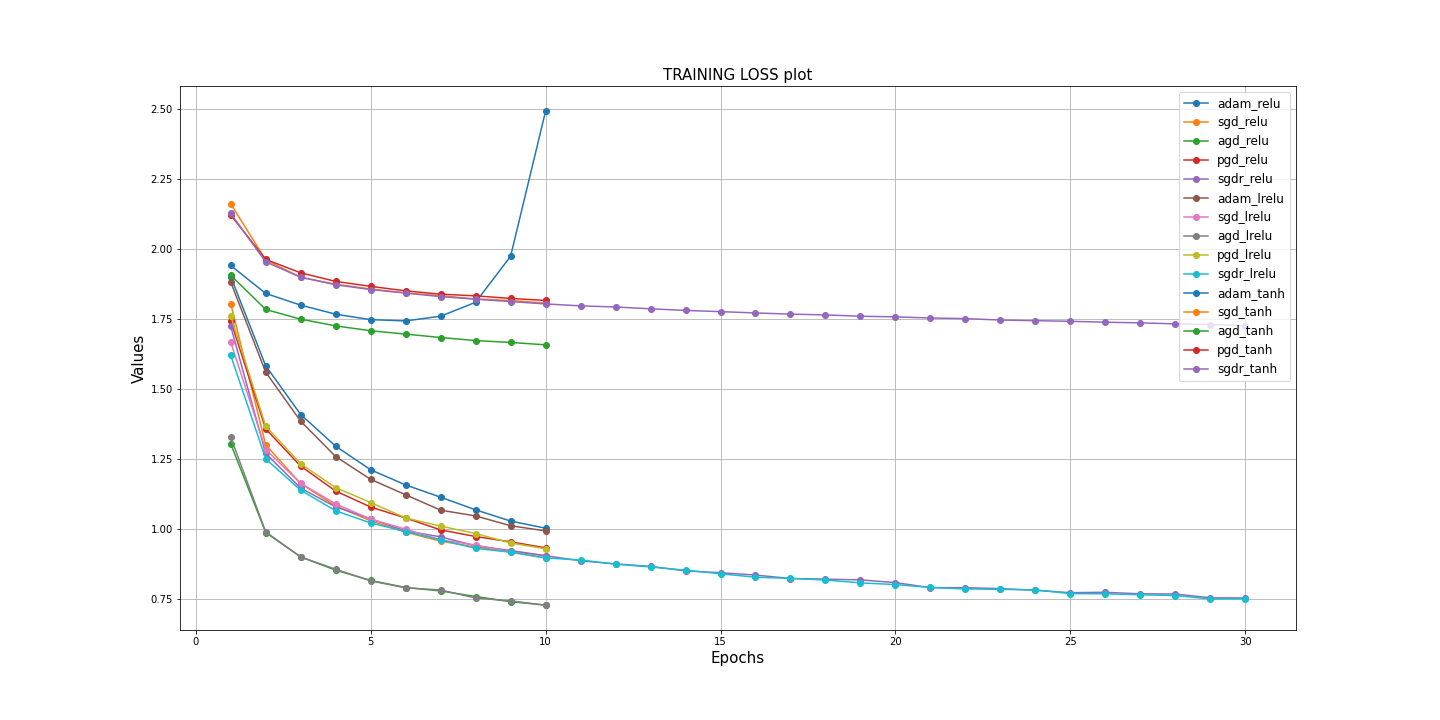 TRAINING LOSS plot
Values
2.50
2.25
2.00
1.75
1.50
1.25
1.00
0.75
adam_relu
sgd_relu
agd_relu
pgd_relu
sgdr_relu
adam_lrelu
sgd_lrelu
agd_lrelu
pgd_lrelu
sgdr_lrelu
adam_tanh
sgd_tanh
agd_tanh
pgd_tanh
sgdr_tanh
0 5 10 15 20 25 30
Epochs